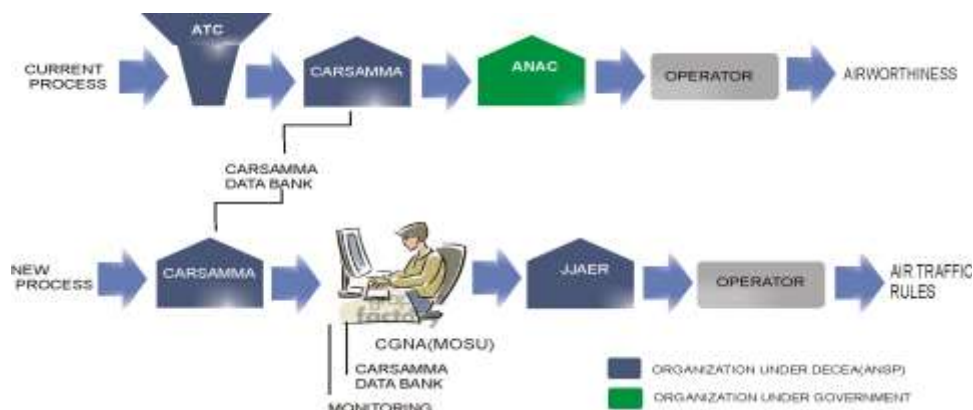 ATC
CURRENT
PROCESS
CARSAMMA
ANAC
OPERATOR
AIRWORTHINESS
CARSAMMA
DATA BANK
NEW
PROCESS
CARSAMMA
JJAER
OPERATOR
AIR TRAFFIC
RULES
factory
CGNA(MOSU)
CARSAMMA
DATA BANK
MONITORING
ORGANIZATION UNDER DECEA(ANSP)
ORGANIZATION UNDER GOVERNMENT